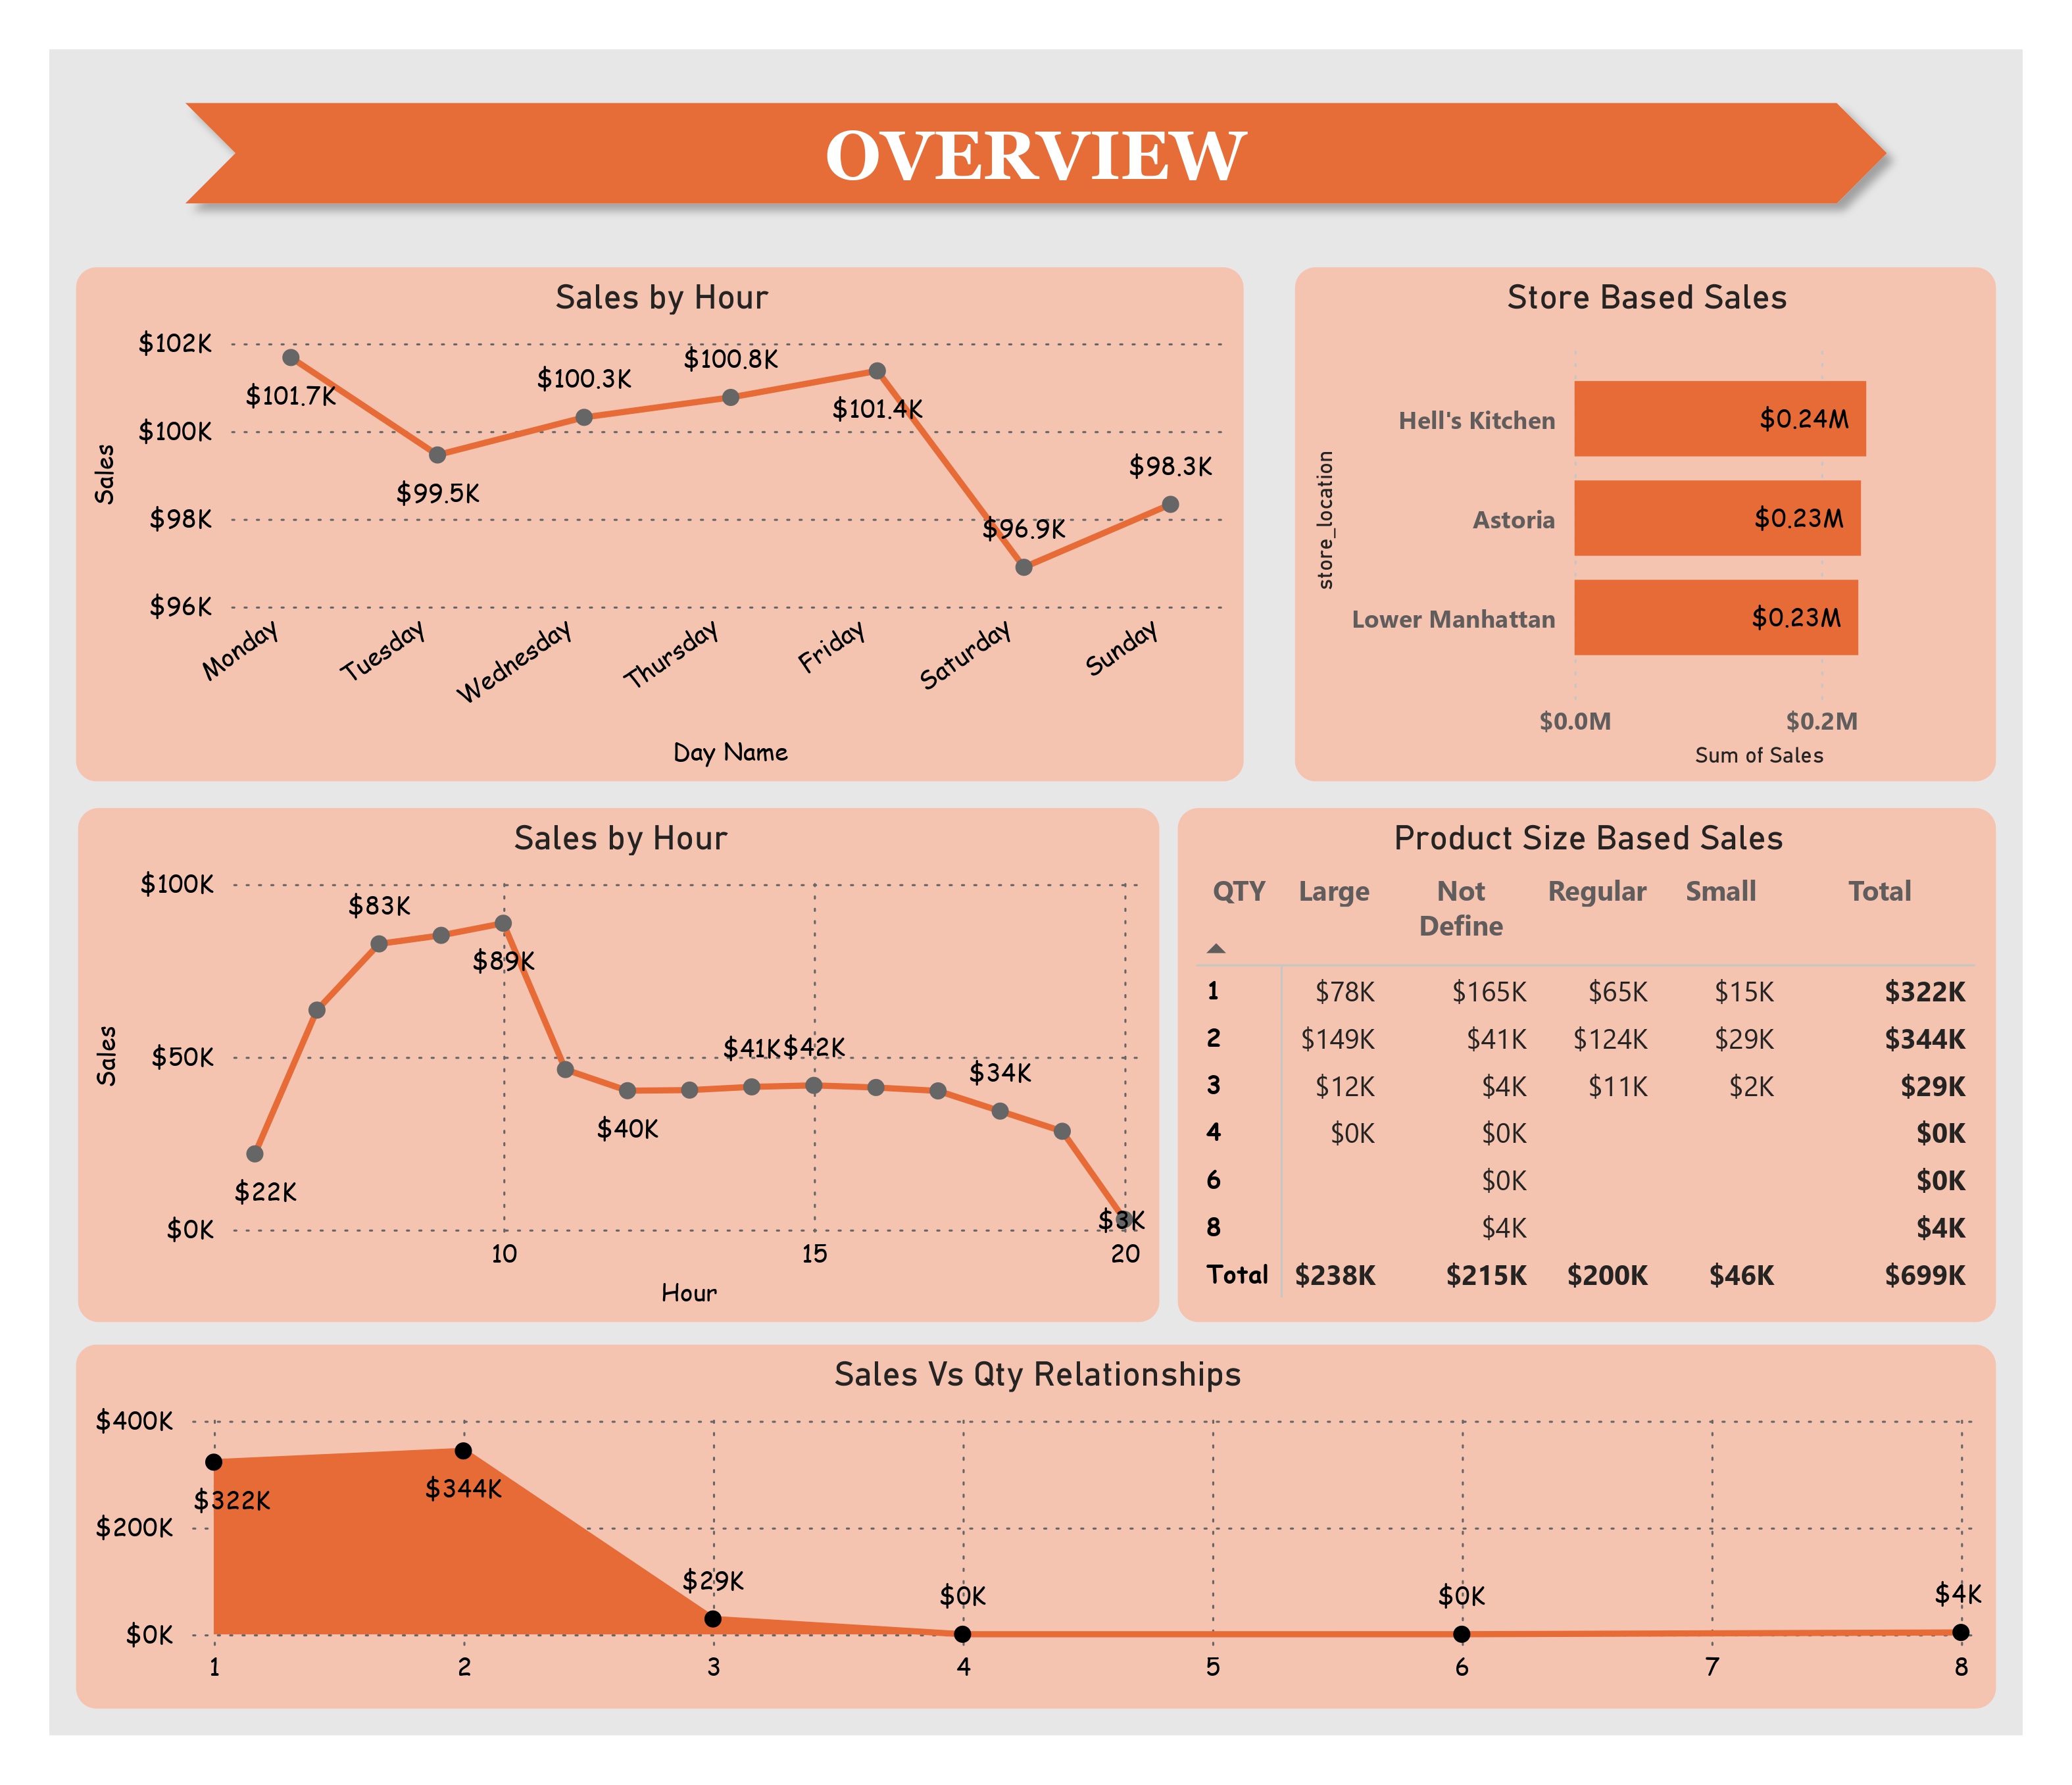 OVERVIEW
Sales by Hour
$102K
$100K
$98K
$96K
Sales
$101.7K
$99.5K
$100.3K
$100.8K
$101.4K
$96.9K
$98.3K
Monday
Tuesday
Wednesday
Thursday
Friday
Saturday
Sunday
Day Name
Store Based Sales
store_location
Hell's Kitchen $0.24M
Astoria $0.23M
Lower Manhattan $0.23M
$0.0M $0.2M
Sum of Sales
Sales by Hour
$100K
$50K
$0K
Sales
$22K
$83K
$89K
$40K
$41K
$42K
$34K
$3K
10 15 20
Hour
Product Size Based Sales
QTY Large Not Define Regular Small Total
1 $78K $165K $65K $15K $322K
2 $149K $41K $124K $29K $344K
3 $12K $4K $11K $2K $29K
4 $0K $0K $0K
6 $0K $0K
8 $4K $4K
Total $238K $215K $200K $46K $699K
Sales Vs Qty Relationships
$400K
$200K
$0K
$322K
$344K
$29K
$0K
$0K
$4K
1 2 3 4 5 6 7 8